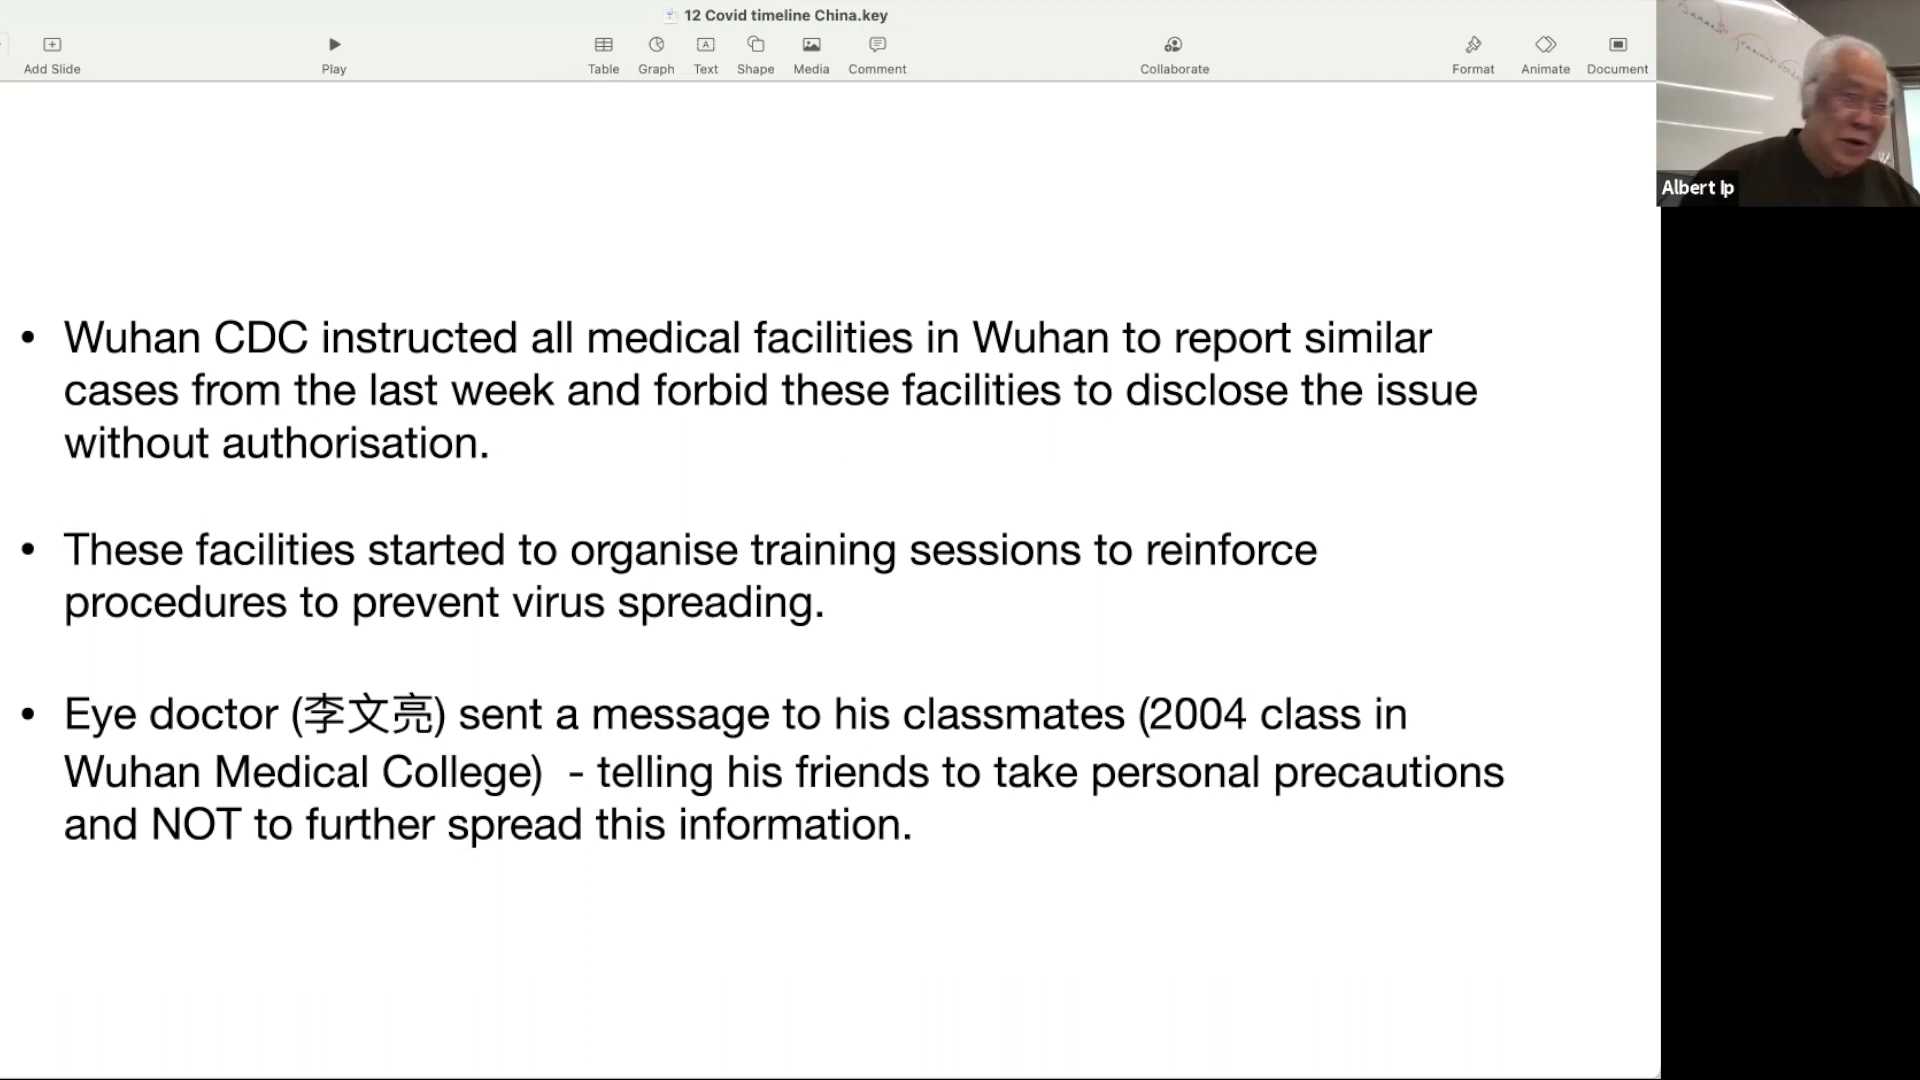 12 Covid timeline China.key
Add Slide
Play
Table
Graph
Text
Shape
Media
Comment
Collaborate
Format
Animate
Document
Albert Ip
• Wuhan CDC instructed all medical facilities in Wuhan to report similar
cases from the last week and forbid these facilities to disclose the issue
without authorisation.
• These facilities started to organise training sessions to reinforce
procedures to prevent virus spreading.
• Eye doctor (李文亮) sent a message to his classmates (2004 class in
Wuhan Medical College)  - telling his friends to take personal precautions
and NOT to further spread this information.